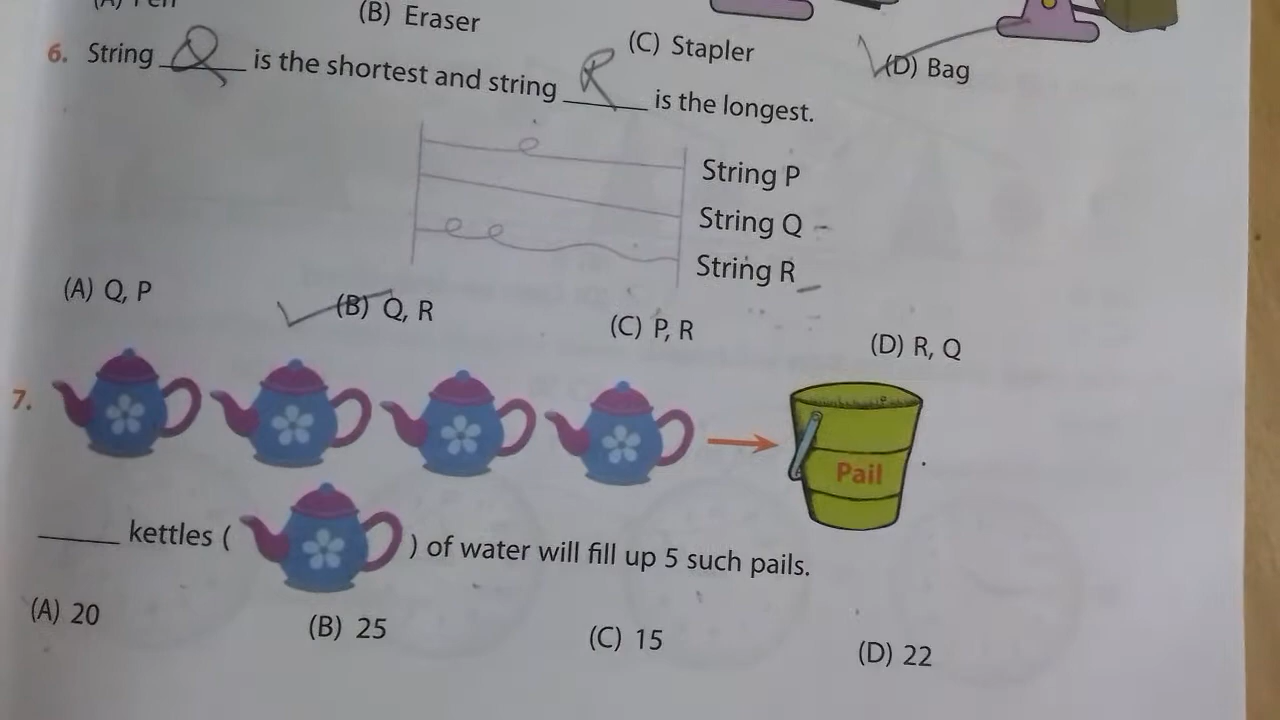 (B) Eraser
(C) Stapler
(D) Bag
6. String Q is the shortest and string R is the longest.
String P
String Q
String R
(A) Q, P
(B) Q, R
(C) P, R
(D) R, Q
7.
Pail
____ kettles ( ) of water will fill up 5 such pails.
(A) 20
(B) 25
(C) 15
(D) 22